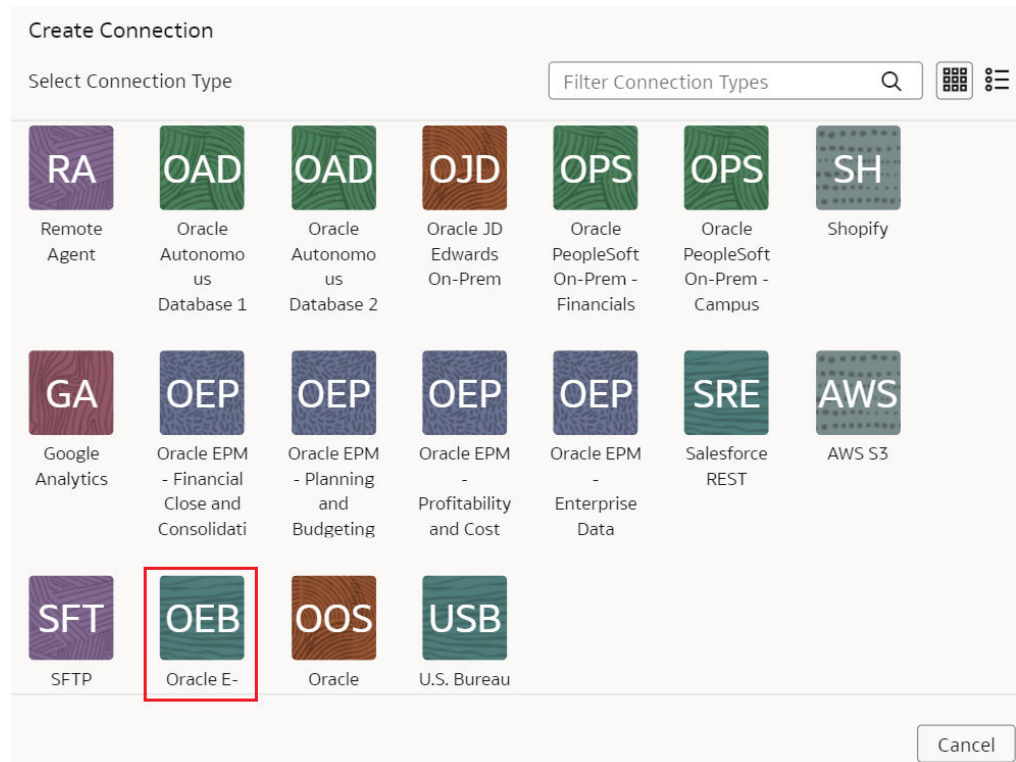 Create Connection
Select Connection Type
Filter Connection Types
RA
OAD
OAD
OJD
OPS
OPS
SH
Remote
Agent
Oracle
Autonomo
us
Database 1
Oracle
Autonomo
us
Database 2
Oracle JD
Edwards
On-Prem
Oracle
PeopleSoft
On-Prem -
Financials
Oracle
PeopleSoft
On-Prem -
Campus
Shopify
GA
OEP
OEP
OEP
OEP
SRE
AWS
Google
Analytics
Oracle EPM
- Financial
Close and
Consolidati
Oracle EPM
- Planning
and
Budgeting
Oracle EPM
-
Profitability
and Cost
Oracle EPM
-
Enterprise
Data
Salesforce
REST
AWS S3
SFT
OEB
OOS
USB
SFTP
Oracle E-
Oracle
U.S. Bureau
Cancel